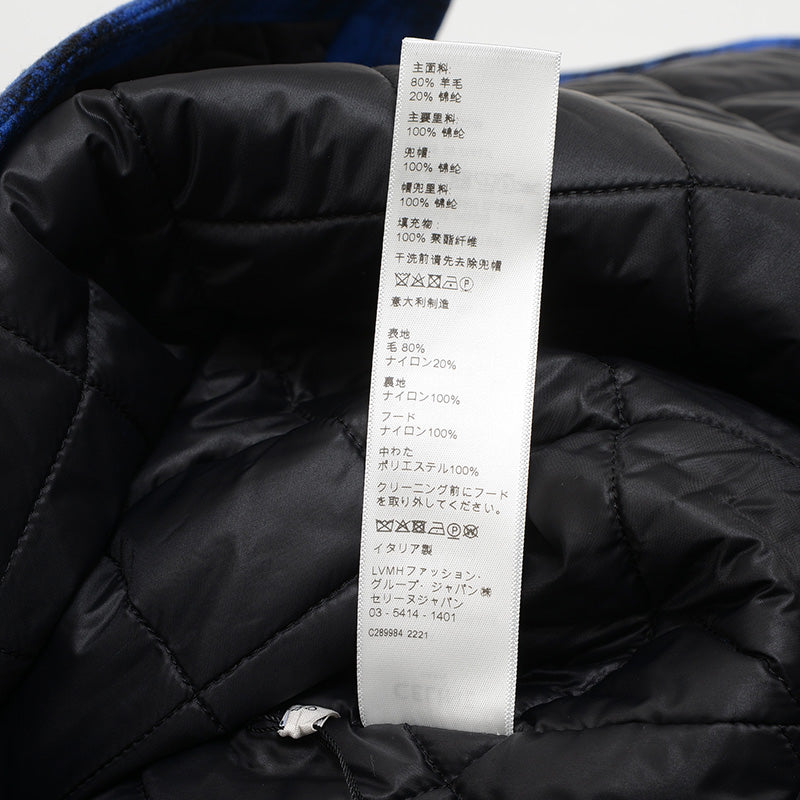 主面料:
80% 羊毛
20% 锦纶
主要里料:
100% 锦纶
兜帽:
100% 锦纶
帽兜里料:
100% 锦纶
填充物:
100% 聚酯纤维
干洗前请先去除兜帽
P
意大利制造
表地
毛 80%
ナイロン20%
裏地
ナイロン100%
フード
ナイロン100%
中わた
ポリエステル100%
クリーニング前にフード
を取り外してください。
P W
イタリア製
LVMHファッション・
グループ・ジャパン㈱
セリーヌジャパン
03 - 5414 - 1401
C289984 2221